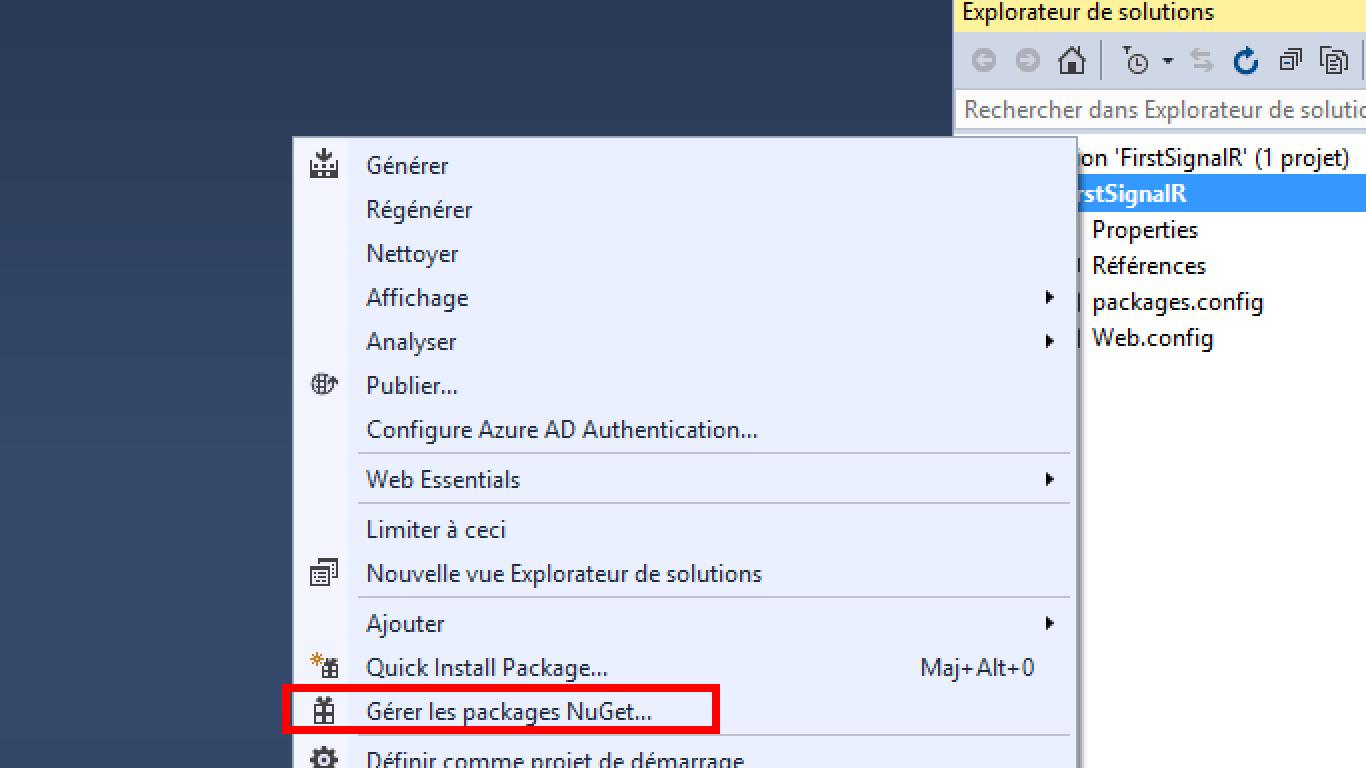 Explorateur de solutions
Rechercher dans Explorateur de
ion 'FirstSignalR' (1 projet)
rstSignalR
Properties
Références
packages.config
Web.config
Générer
Régénérer
Nettoyer
Affichage
Analyser
Publier...
Configure Azure AD Authentication...
Web Essentials
Limiter à ceci
Nouvelle vue Explorateur de solutions
Ajouter
Quick Install Package... Maj+Alt+0
Gérer les packages NuGet...
Définir comme projet de démarrage